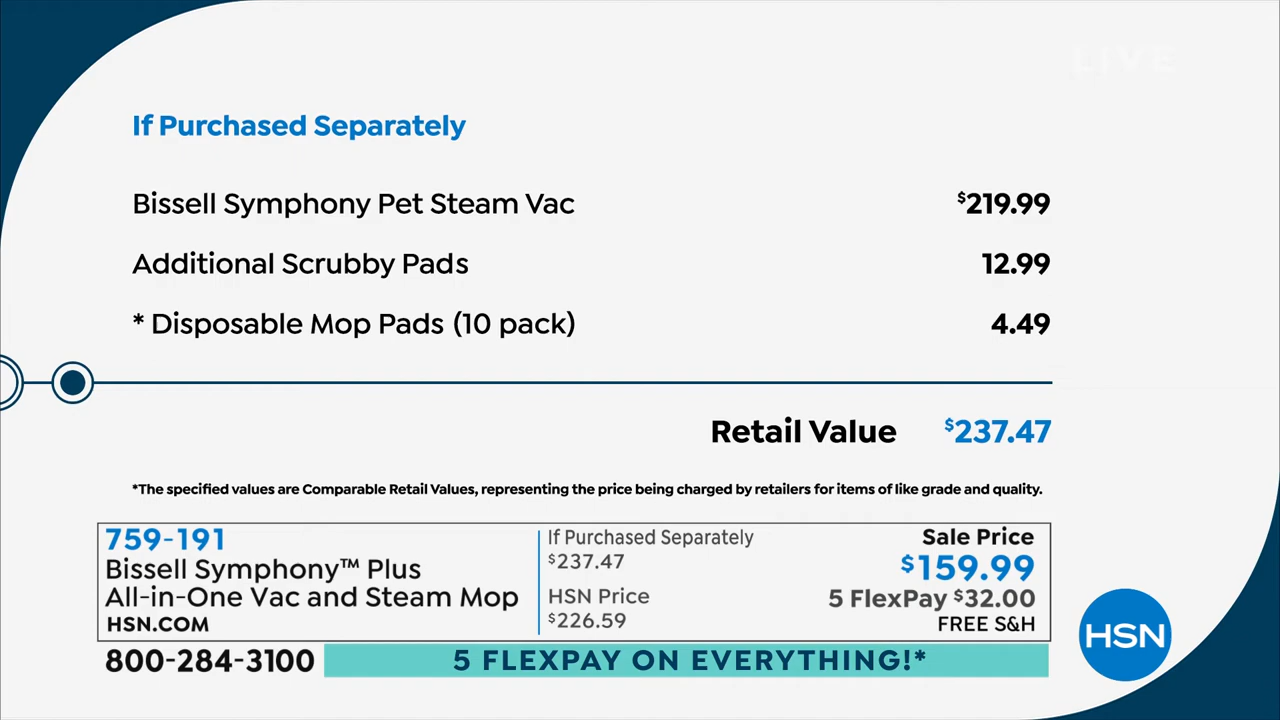 LIVE
If Purchased Separately
Bissell Symphony Pet Steam Vac $219.99
Additional Scrubby Pads 12.99
* Disposable Mop Pads (10 pack) 4.49
Retail Value $237.47
*The specified values are Comparable Retail Values, representing the price being charged by retailers for items of like grade and quality.
759-191
Bissell Symphony™ Plus
All-in-One Vac and Steam Mop
HSN.COM
If Purchased Separately
$237.47
HSN Price
$226.59
Sale Price
$159.99
5 FlexPay $32.00
FREE S&H
HSN
800-284-3100
5 FLEXPAY ON EVERYTHING!*